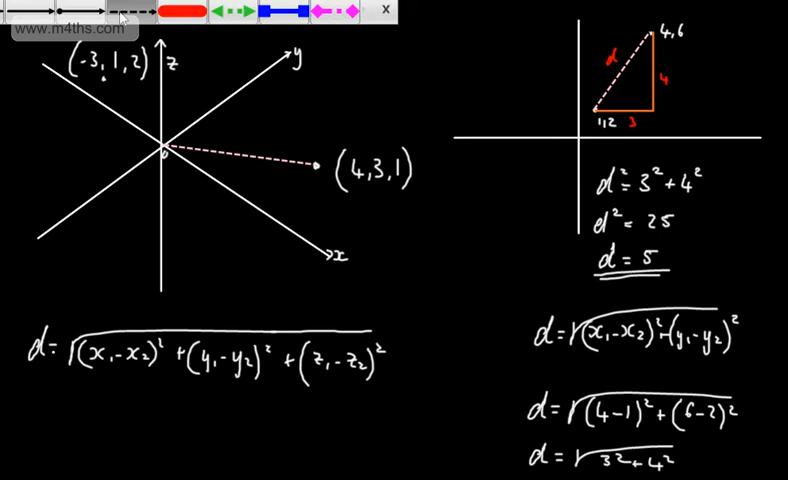 www.m4ths.com
x
(-3, 1, 2)
z
y
0
(4,3,1)
x
d = √(x₁-x₂)² + (y₁-y₂)² + (z₁-z₂)²
4,6
d
4
1,2
3
d² = 3² + 4²
d² = 25
d = 5
d = √(x₁-x₂)² + (y₁-y₂)²
d = √(4-1)² + (6-2)²
d = √3²+4²